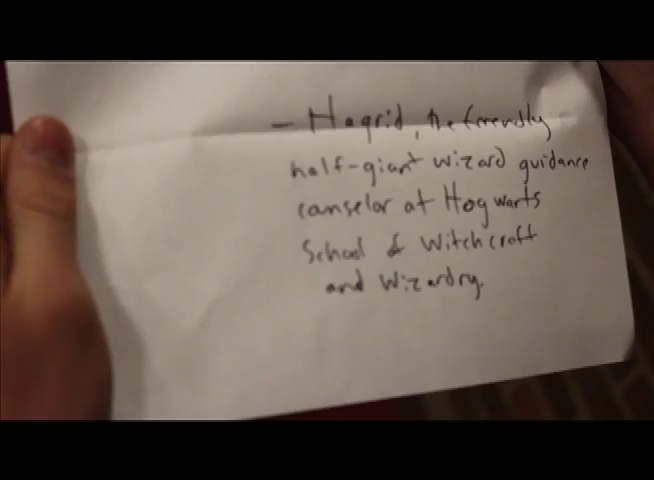 - Hagrid, the friendly
half-giant wizard guidance
canselor at Hogwarts
School of Witchcraft
and Wizardry.